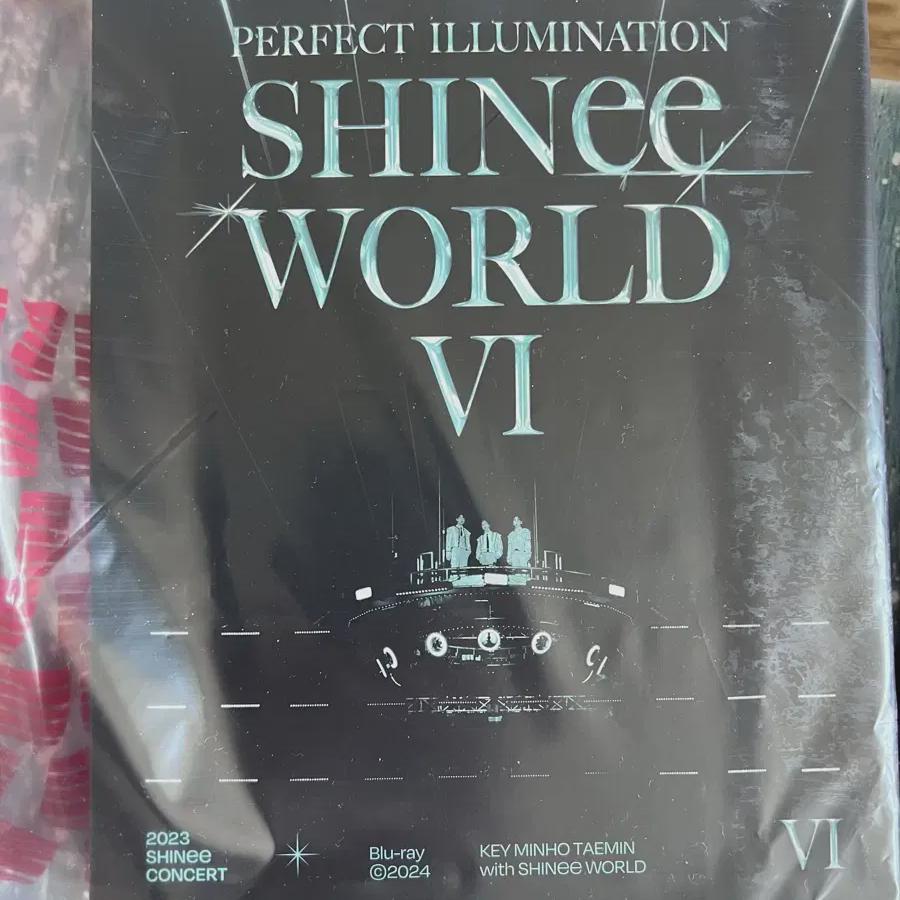 PERFECT ILLUMINATION
SHINee
WORLD
VI
2023
SHINee
CONCERT
Blu-ray
©2024
KEY MINHO TAEMIN
with SHINee WORLD
VI